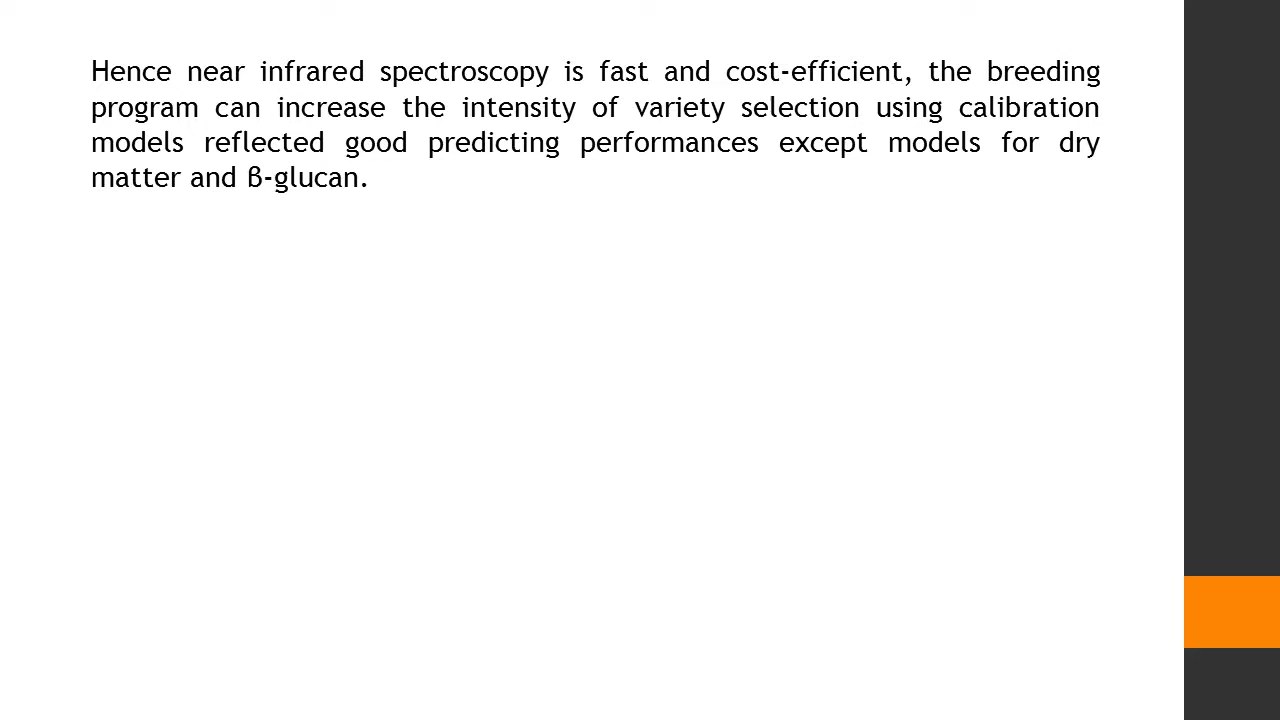 Hence near infrared spectroscopy is fast and cost-efficient, the breeding
program can increase the intensity of variety selection using calibration
models reflected good predicting performances except models for dry
matter and β-glucan.